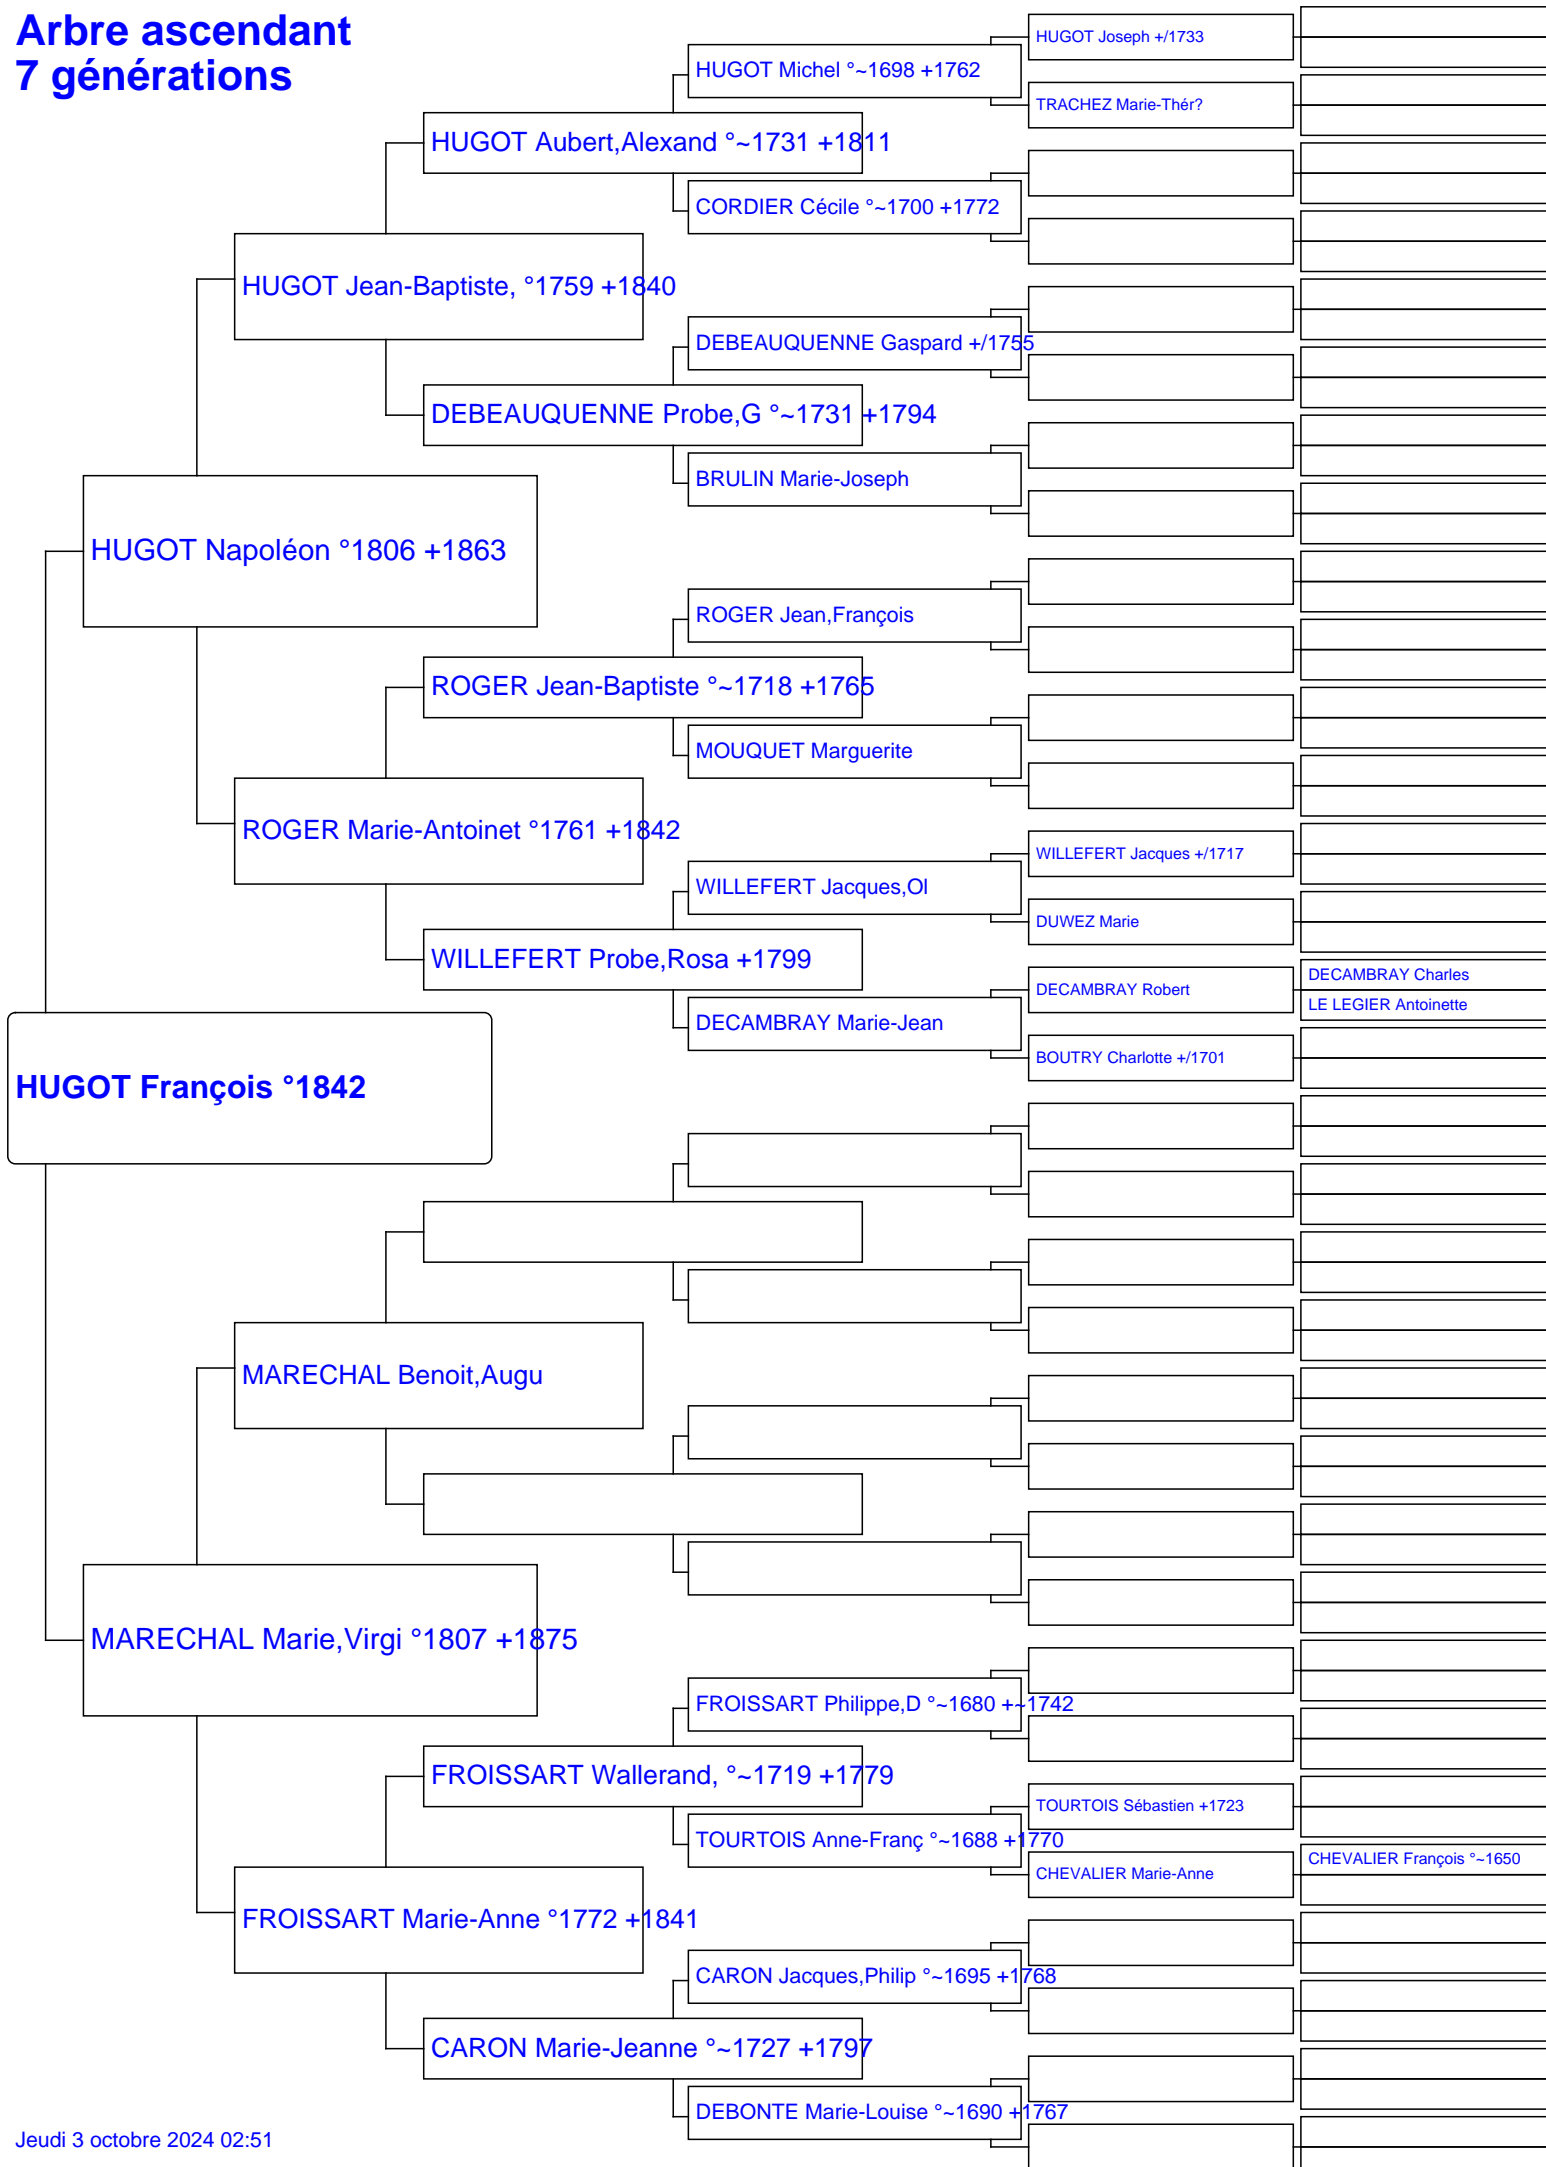 Arbre ascendant
7 générations
HUGOT Joseph +/1733
HUGOT Michel °~1698 +1762
TRACHEZ Marie-Thér?
HUGOT Aubert,Alexand °~1731 +1811
CORDIER Cécile °~1700 +1772
HUGOT Jean-Baptiste, °1759 +1840
DEBEAUQUENNE Gaspard +/1755
DEBEAUQUENNE Probe,G °~1731 +1794
BRULIN Marie-Joseph
HUGOT Napoléon °1806 +1863
ROGER Jean,François
ROGER Jean-Baptiste °~1718 +1765
MOUQUET Marguerite
ROGER Marie-Antoinet °1761 +1842
WILLEFERT Jacques +/1717
WILLEFERT Jacques,Ol
DUWEZ Marie
WILLEFERT Probe,Rosa +1799
DECAMBRAY Charles
DECAMBRAY Robert
LE LEGIER Antoinette
DECAMBRAY Marie-Jean
BOUTRY Charlotte +/1701
HUGOT François °1842
MARECHAL Benoit,Augu
MARECHAL Marie,Virgi °1807 +1875
FROISSART Philippe,D °~1680 +~1742
FROISSART Wallerand, °~1719 +1779
TOURTOIS Sébastien +1723
TOURTOIS Anne-Franç °~1688 +1770
CHEVALIER François °~1650
CHEVALIER Marie-Anne
FROISSART Marie-Anne °1772 +1841
CARON Jacques,Philip °~1695 +1768
CARON Marie-Jeanne °~1727 +1797
DEBONTE Marie-Louise °~1690 +1767
Jeudi 3 octobre 2024 02:51